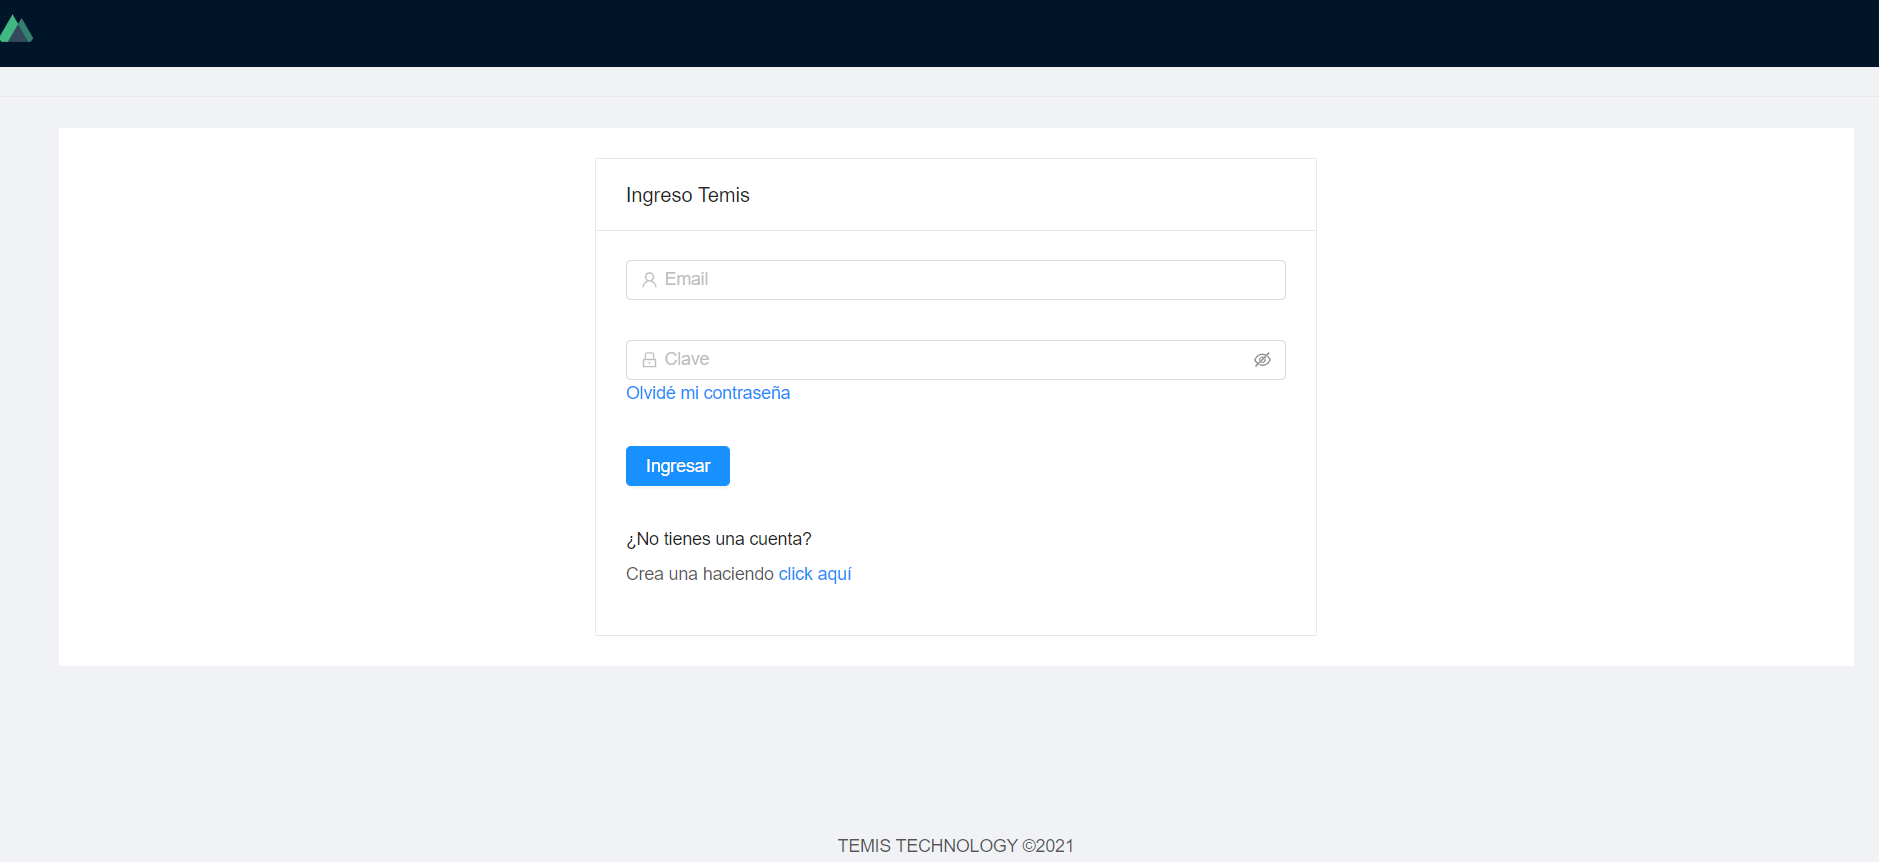 Ingreso Temis
Email
Clave
Olvidé mi contraseña
Ingresar
¿No tienes una cuenta?
Crea una haciendo click aquí
TEMIS TECHNOLOGY ©2021